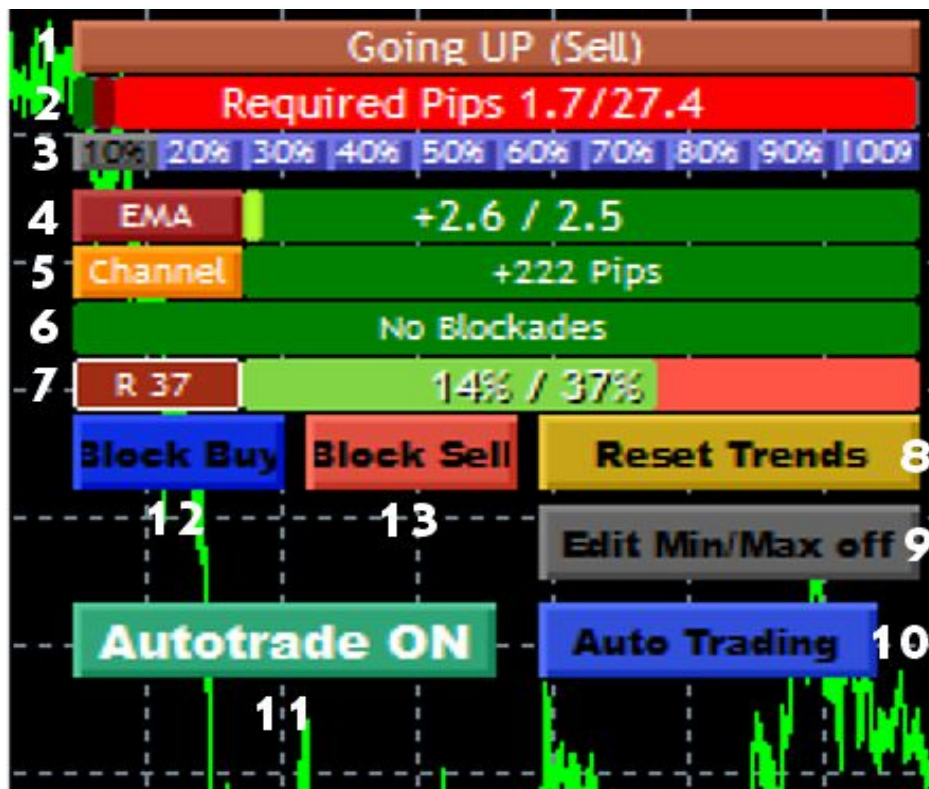 1 Going UP (Sell)
2 Required Pips 1.7/27.4
3 10% 20% 30% 40% 50% 60% 70% 80% 90% 100%
4 EMA +2.6 / 2.5
5 Channel +222 Pips
6 No Blockades
7 R 37 14% / 37%
Block Buy Block Sell Reset Trends 8
12 13
Edit Min/Max off 9
Autotrade ON Auto Trading 10
11